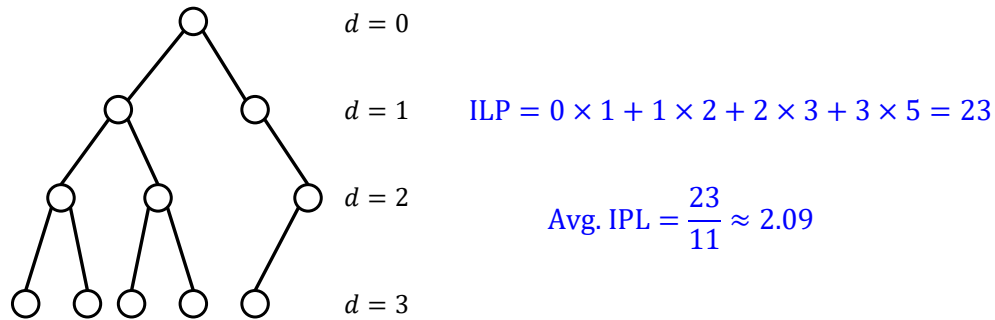 d = 0
d = 1
ILP = 0 × 1 + 1 × 2 + 2 × 3 + 3 × 5 = 23
d = 2
Avg. IPL = 23/11 ≈ 2.09
d = 3